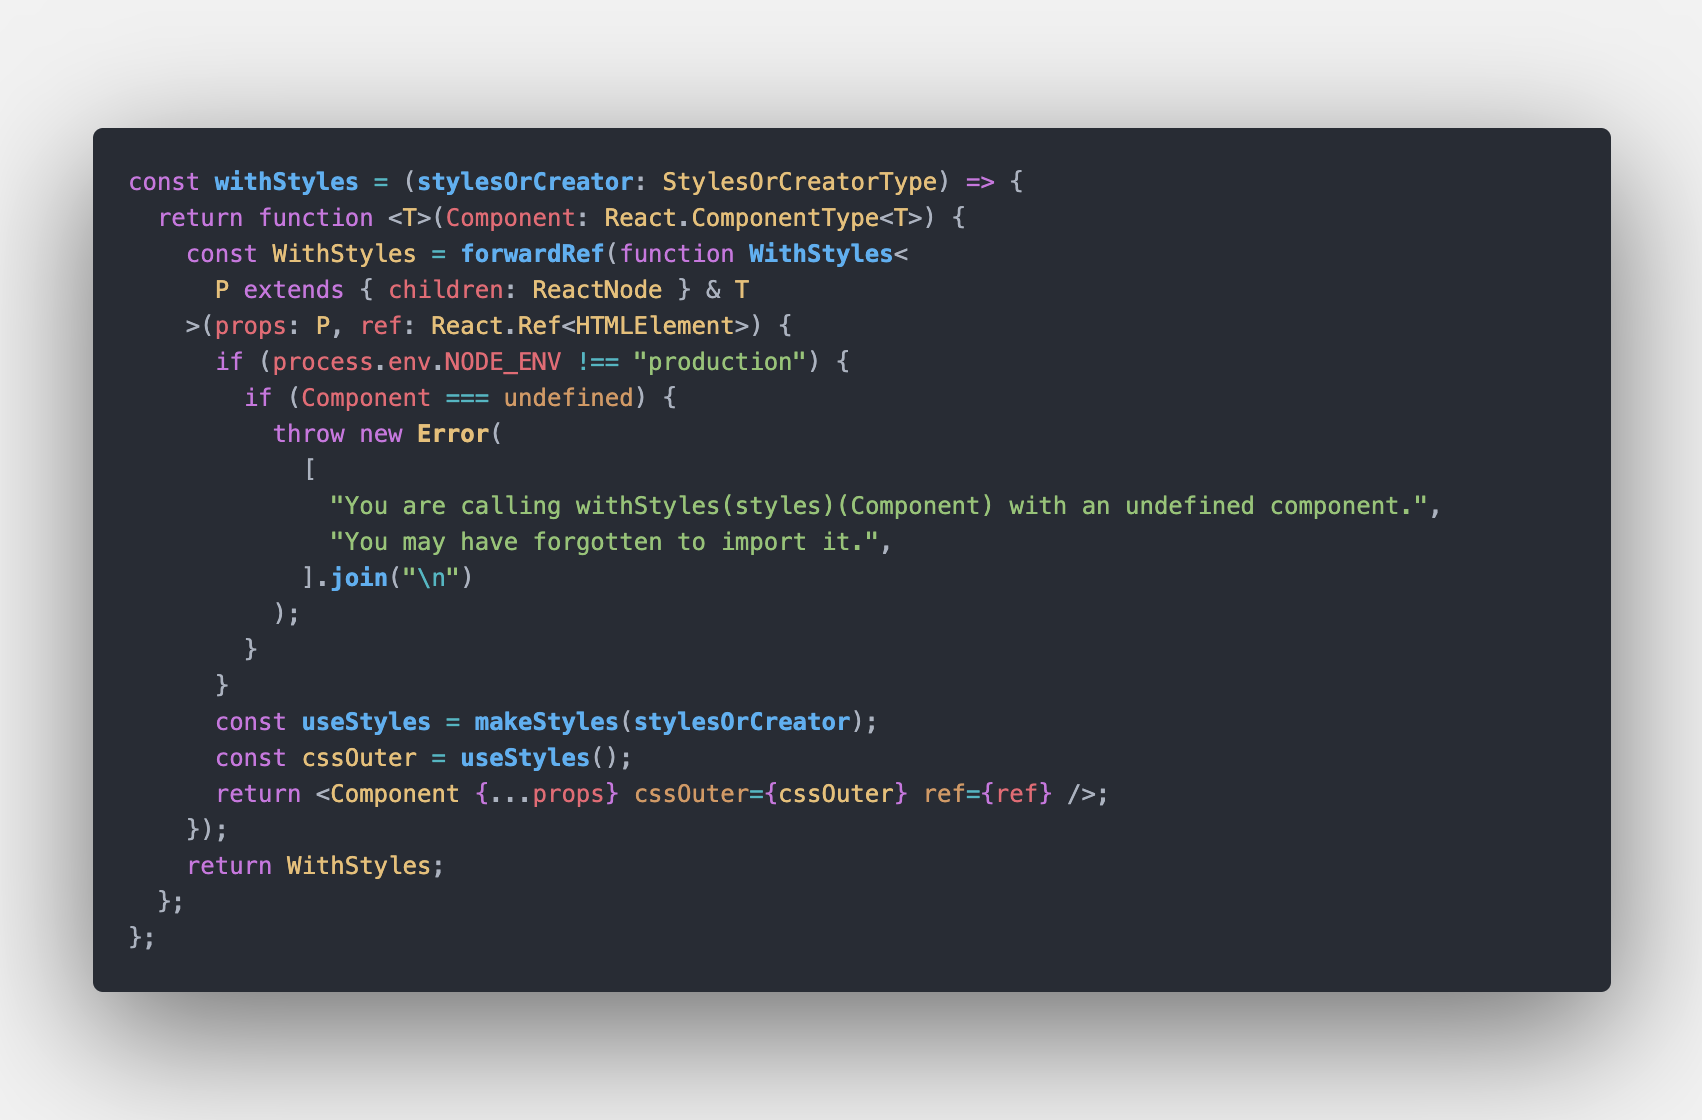 const withStyles = (stylesOrCreator: StylesOrCreatorType) => {
  return function <T>(Component: React.ComponentType<T>) {
    const WithStyles = forwardRef(function WithStyles<
      P extends { children: ReactNode } & T
    >(props: P, ref: React.Ref<HTMLElement>) {
      if (process.env.NODE_ENV !== "production") {
        if (Component === undefined) {
          throw new Error(
            [
              "You are calling withStyles(styles)(Component) with an undefined component.",
              "You may have forgotten to import it.",
            ].join("\n")
          );
        }
      }
      const useStyles = makeStyles(stylesOrCreator);
      const cssOuter = useStyles();
      return <Component {...props} cssOuter={cssOuter} ref={ref} />;
    });
    return WithStyles;
  };
};